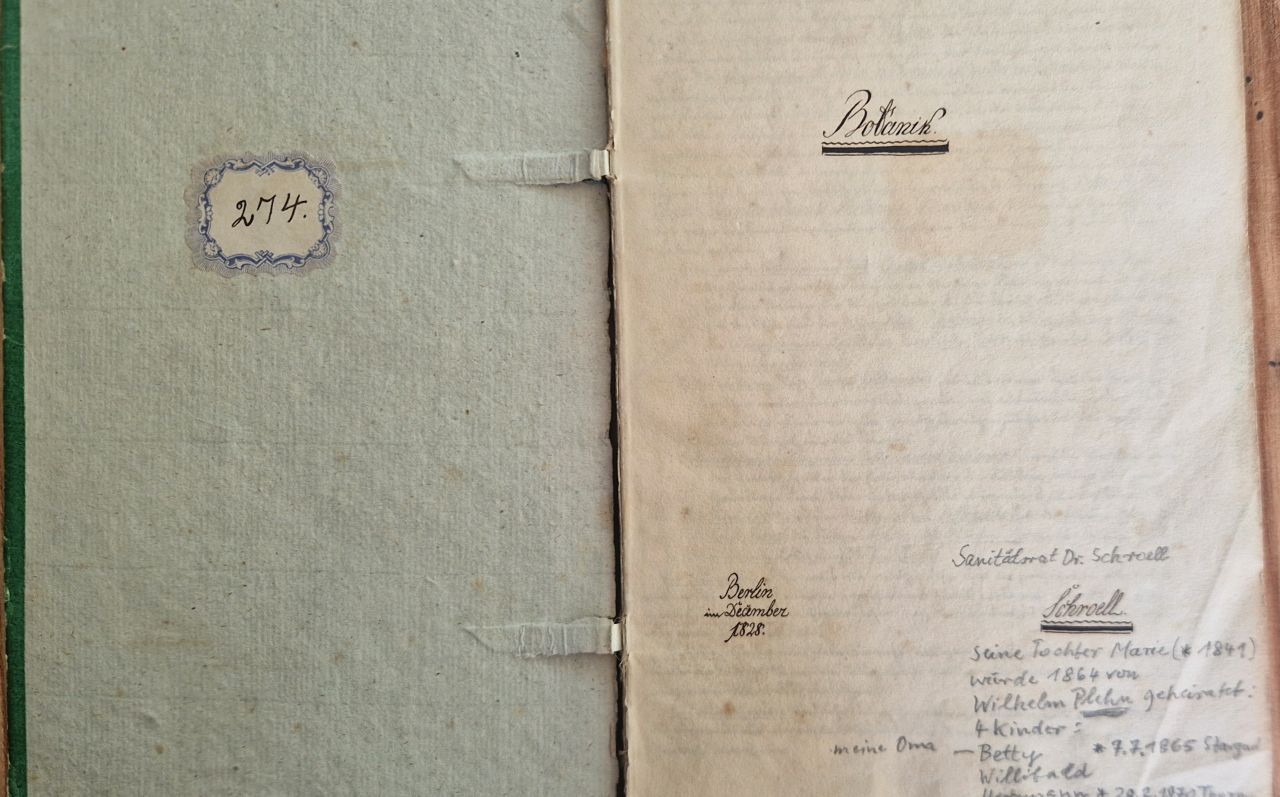 274.
Botanik.
Berlin
im December
1828.
Sanitätsrat Dr. Schroell
Schroell.
seine Tochter Marie (* 1841)
wurde 1864 von
Wilhelm Plehn geheiratet:
4 Kinder:
meine Oma — Betty * 7.7.1865 Stargard
Willibald